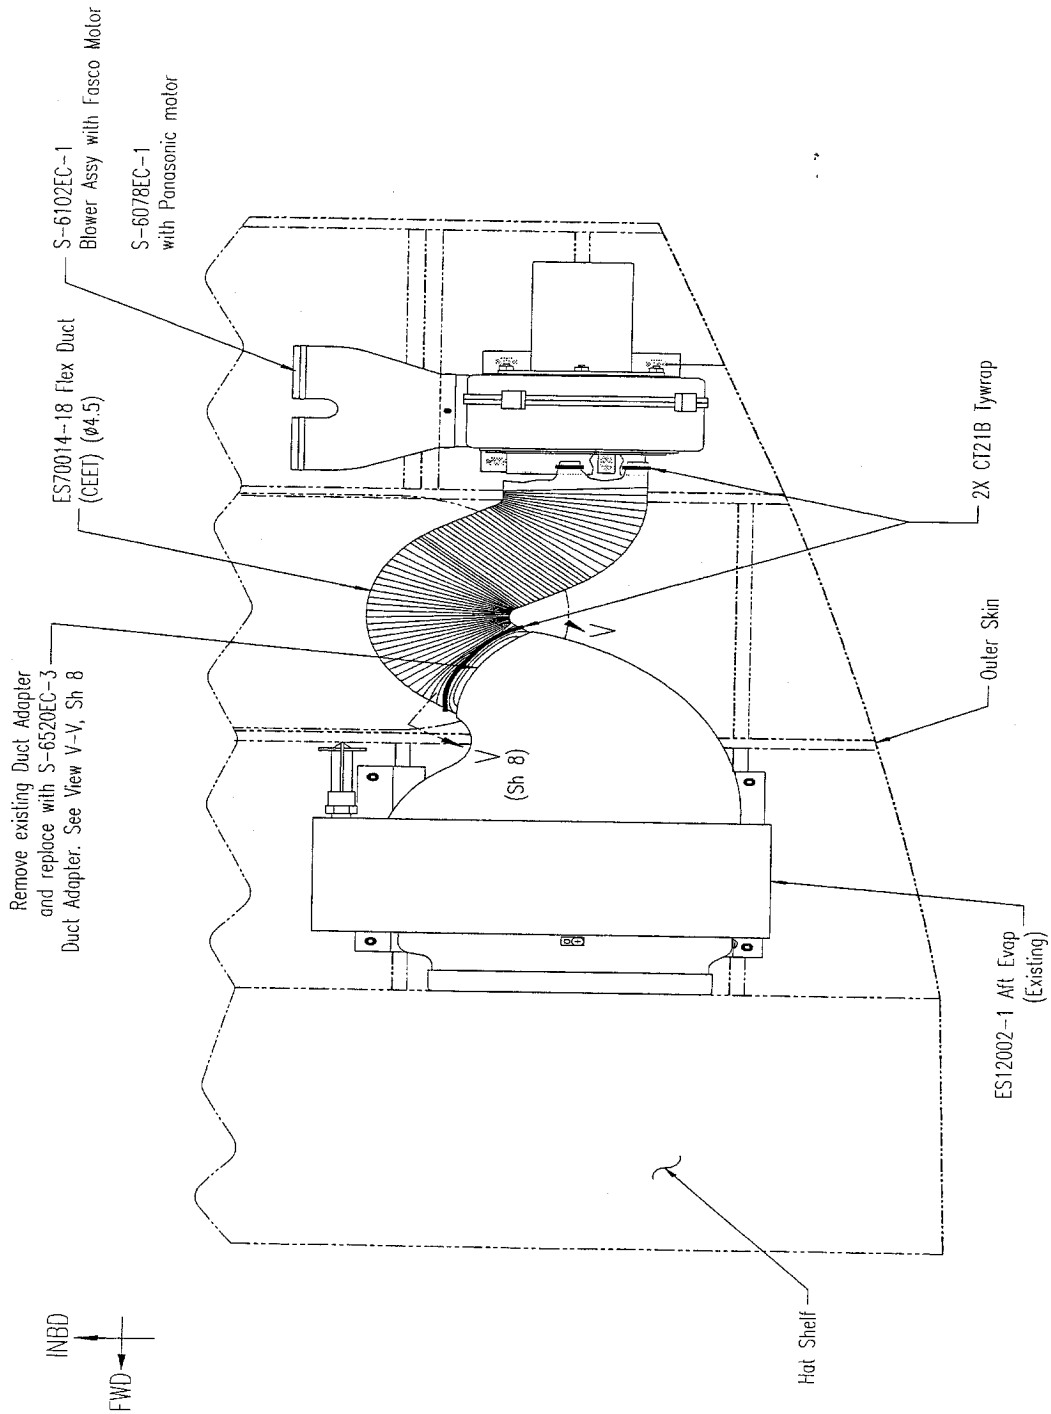 INBD
FWD
Remove existing Duct Adapter
and replace with S-6520EC-3
Duct Adapter. See View V-V, Sh 8
ES70014-18 Flex Duct
(CEET) (ø4.5)
S-6102EC-1
Blower Assy with Fasco Motor
S-6078EC-1
with Panasonic motor
V
(Sh 8)
V
2X CT21B Tywrap
Outer Skin
ES12002-1 Aft Evap
(Existing)
Hat Shelf